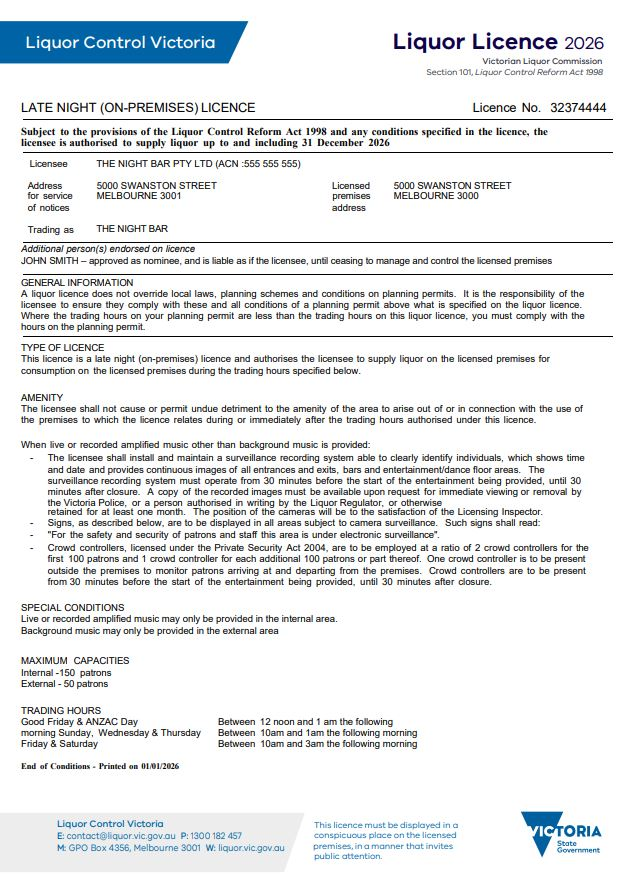 Liquor Control Victoria
Liquor Licence 2026
Victorian Liquor Commission
Section 101, Liquor Control Reform Act 1998
LATE NIGHT (ON-PREMISES) LICENCE
Licence No. 32374444
Subject to the provisions of the Liquor Control Reform Act 1998 and any conditions specified in the licence, the
licensee is authorised to supply liquor up to and including 31 December 2026
Licensee THE NIGHT BAR PTY LTD (ACN :555 555 555)
Address 5000 SWANSTON STREET Licensed 5000 SWANSTON STREET
for service MELBOURNE 3001 premises MELBOURNE 3000
of notices address
Trading as THE NIGHT BAR
Additional person(s) endorsed on licence
JOHN SMITH – approved as nominee, and is liable as if the licensee, until ceasing to manage and control the licensed premises
GENERAL INFORMATION
A liquor licence does not override local laws, planning schemes and conditions on planning permits. It is the responsibility of the
licensee to ensure they comply with these and all conditions of a planning permit above what is specified on the liquor licence.
Where the trading hours on your planning permit are less than the trading hours on this liquor licence, you must comply with the
hours on the planning permit.
TYPE OF LICENCE
This licence is a late night (on-premises) licence and authorises the licensee to supply liquor on the licensed premises for
consumption on the licensed premises during the trading hours specified below.
AMENITY
The licensee shall not cause or permit undue detriment to the amenity of the area to arise out of or in connection with the use of
the premises to which the licence relates during or immediately after the trading hours authorised under this licence.
When live or recorded amplified music other than background music is provided:
- The licensee shall install and maintain a surveillance recording system able to clearly identify individuals, which shows time
and date and provides continuous images of all entrances and exits, bars and entertainment/dance floor areas. The
surveillance recording system must operate from 30 minutes before the start of the entertainment being provided, until 30
minutes after closure. A copy of the recorded images must be available upon request for immediate viewing or removal by
the Victoria Police, or a person authorised in writing by the Liquor Regulator, or otherwise
retained for at least one month. The position of the cameras will be to the satisfaction of the Licensing Inspector.
- Signs, as described below, are to be displayed in all areas subject to camera surveillance. Such signs shall read:
- "For the safety and security of patrons and staff this area is under electronic surveillance".
- Crowd controllers, licensed under the Private Security Act 2004, are to be employed at a ratio of 2 crowd controllers for the
first 100 patrons and 1 crowd controller for each additional 100 patrons or part thereof. One crowd controller is to be present
outside the premises to monitor patrons arriving at and departing from the premises. Crowd controllers are to be present
from 30 minutes before the start of the entertainment being provided, until 30 minutes after closure.
SPECIAL CONDITIONS
Live or recorded amplified music may only be provided in the internal area.
Background music may only be provided in the external area
MAXIMUM CAPACITIES
Internal -150 patrons
External - 50 patrons
TRADING HOURS
Good Friday & ANZAC Day Between 12 noon and 1 am the following
morning Sunday, Wednesday & Thursday Between 10am and 1am the following morning
Friday & Saturday Between 10am and 3am the following morning
End of Conditions - Printed on 01/01/2026
Liquor Control Victoria
E: contact@liquor.vic.gov.au P: 1300 182 457
M: GPO Box 4356, Melbourne 3001 W: liquor.vic.gov.au
This licence must be displayed in a
conspicuous place on the licensed
premises, in a manner that invites
public attention.
VICTORIA
State
Government